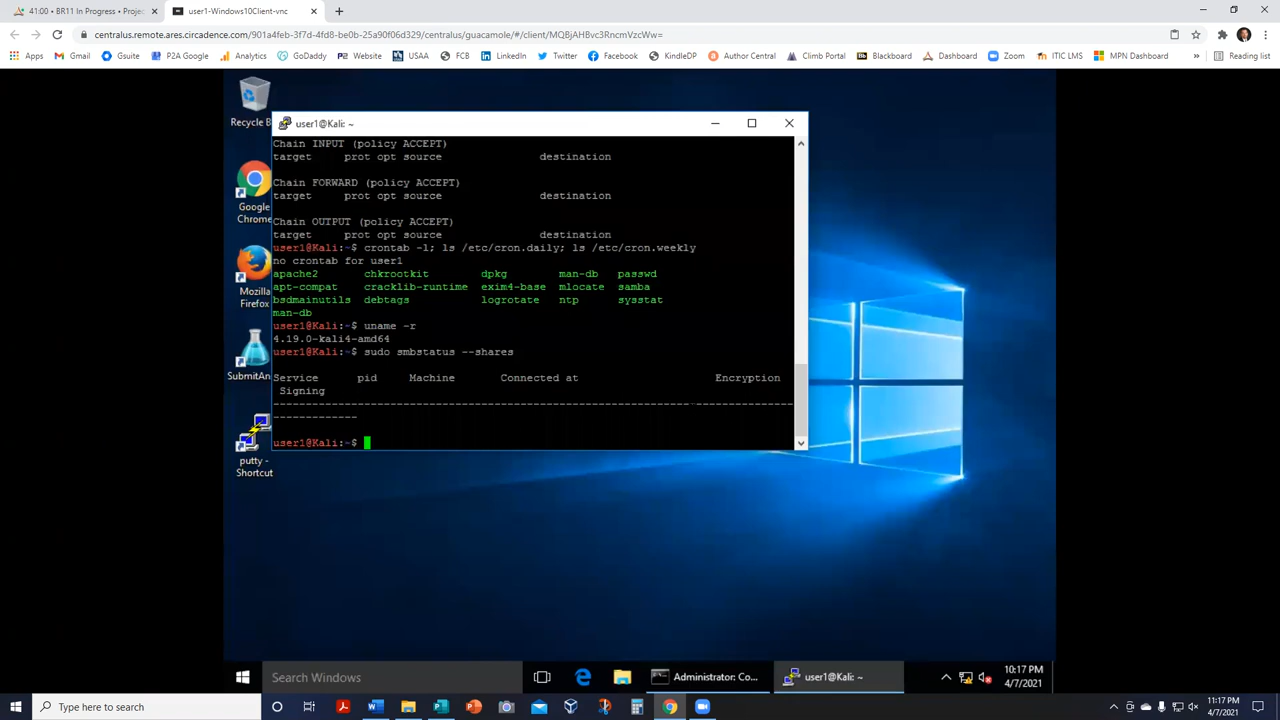 41:00 • BR11 In Progress • Projec
user1-Windows10Client-vnc
centralus.remote.ares.circadence.com/901a4feb-3f7d-4fd8-be0b-25a90f06d329/centralus/guacamole/#/client/MQBjAHBvc3RncmVzcWw=
Apps Gmail Gsuite P2A Google Analytics GoDaddy Website USAA FCB LinkedIn Twitter Facebook KindleDP Author Central Climb Portal Blackboard Dashboard Zoom ITIC LMS MPN Dashboard » Reading list
Recycle B
Google
Chrome
Mozilla
Firefox
SubmitAn
putty -
Shortcut
user1@Kali: ~
Chain INPUT (policy ACCEPT)
target prot opt source destination
Chain FORWARD (policy ACCEPT)
target prot opt source destination
Chain OUTPUT (policy ACCEPT)
target prot opt source destination
user1@Kali:~$ crontab -l; ls /etc/cron.daily; ls /etc/cron.weekly
no crontab for user1
apache2 chkrootkit dpkg man-db passwd
apt-compat cracklib-runtime exim4-base mlocate samba
bsdmainutils debtags logrotate ntp sysstat
man-db
user1@Kali:~$ uname -r
4.19.0-kali4-amd64
user1@Kali:~$ sudo smbstatus --shares
Service pid Machine Connected at Encryption
Signing
--------------------------------------------------------------------------------
-------------
user1@Kali:~$
Search Windows
Administrator: Co...
user1@Kali: ~
10:17 PM
4/7/2021
Type here to search
11:17 PM
4/7/2021